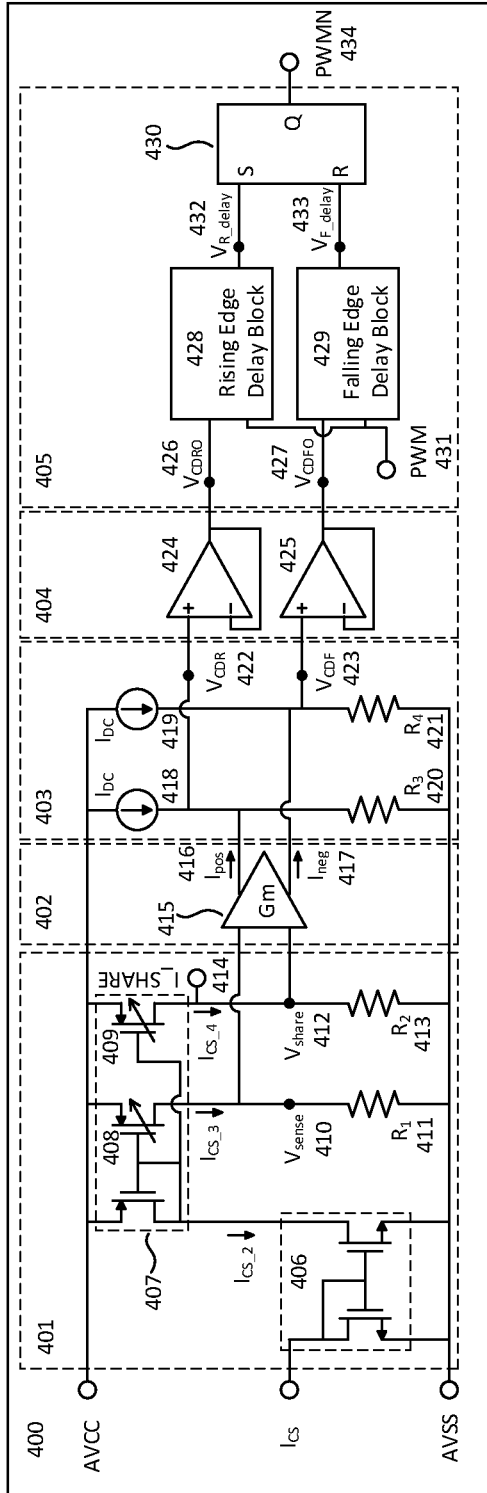 400
AVCC
I_CS
AVSS
401
407
408
409
I_SHARE
414
I_CS_2
I_CS_3
I_CS_4
406
V_sense
410
V_share
412
R_1
411
R_2
413
402
415
Gm
416
I_pos
I_neg
417
403
I_DC
418
I_DC
419
R_3
420
R_4
421
V_CDR
422
V_CDF
423
404
424
+
−
425
+
−
405
426
V_CDRO
427
V_CDFO
428
Rising Edge
Delay Block
429
Falling Edge
Delay Block
PWM
431
432
V_R_delay
433
V_F_delay
430
S
R
Q
PWMN
434